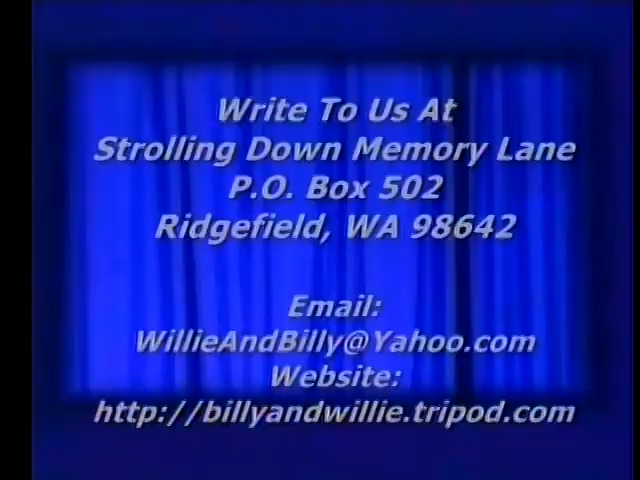 Write To Us At
Strolling Down Memory Lane
P.O. Box 502
Ridgefield, WA 98642
Email:
WillieAndBilly@Yahoo.com
Website:
http://billyandwillie.tripod.com